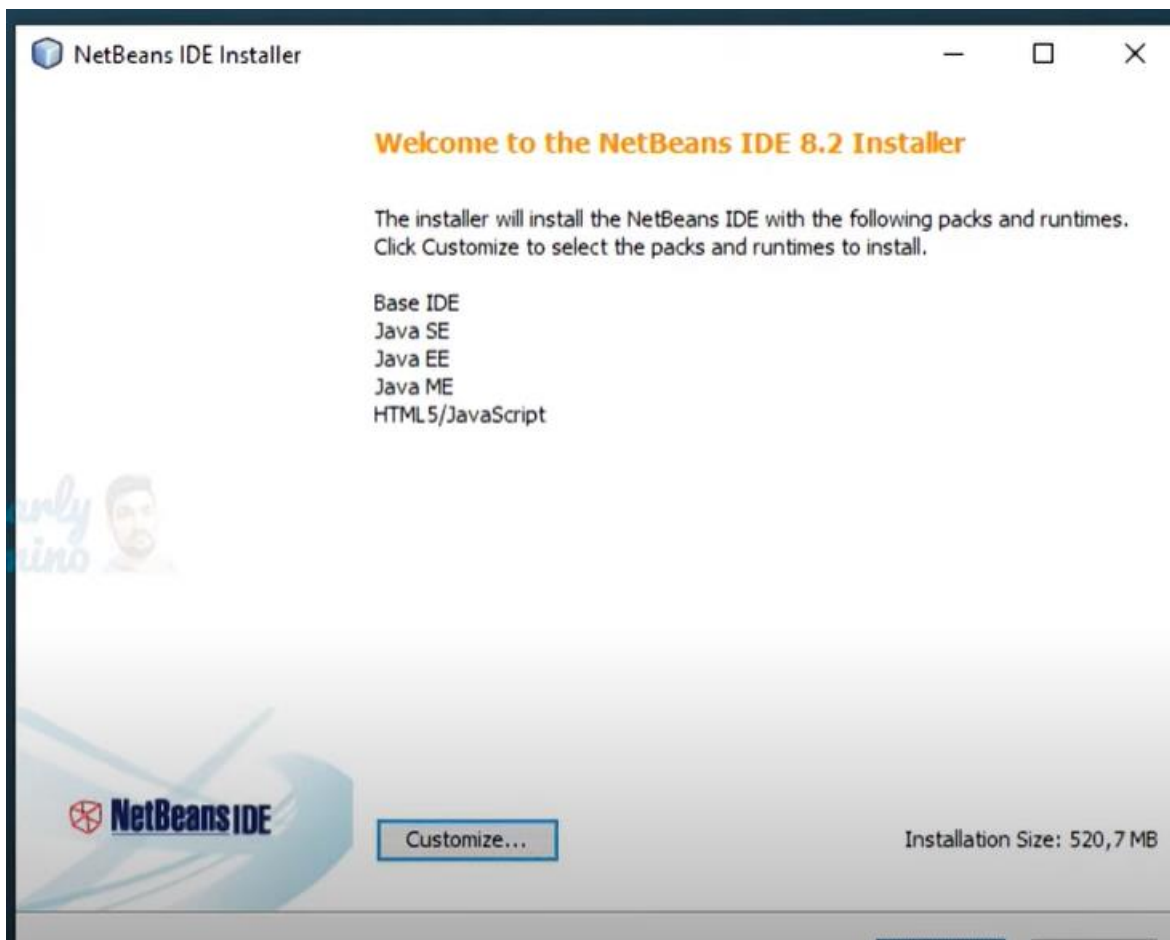 NetBeans IDE Installer
Welcome to the NetBeans IDE 8.2 Installer
The installer will install the NetBeans IDE with the following packs and runtimes.
Click Customize to select the packs and runtimes to install.
Base IDE
Java SE
Java EE
Java ME
HTML5/JavaScript
arly
nino
NetBeans IDE
Customize...
Installation Size: 520,7 MB